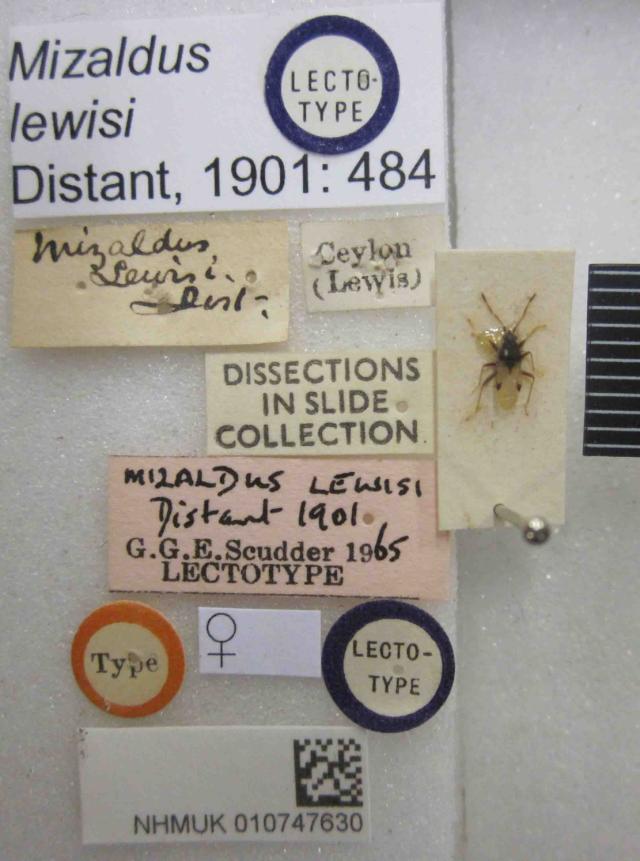 Mizaldus
lewisi
Distant, 1901: 484
LECTO-
TYPE
Mizaldus
Lewisi.
Dist.
Ceylon
(Lewis)
DISSECTIONS
IN SLIDE
COLLECTION.
MIZALDUS LEWISI
Distant 1901
G.G.E.Scudder 1965
LECTOTYPE
Type
♀
LECTO-
TYPE
NHMUK 010747630